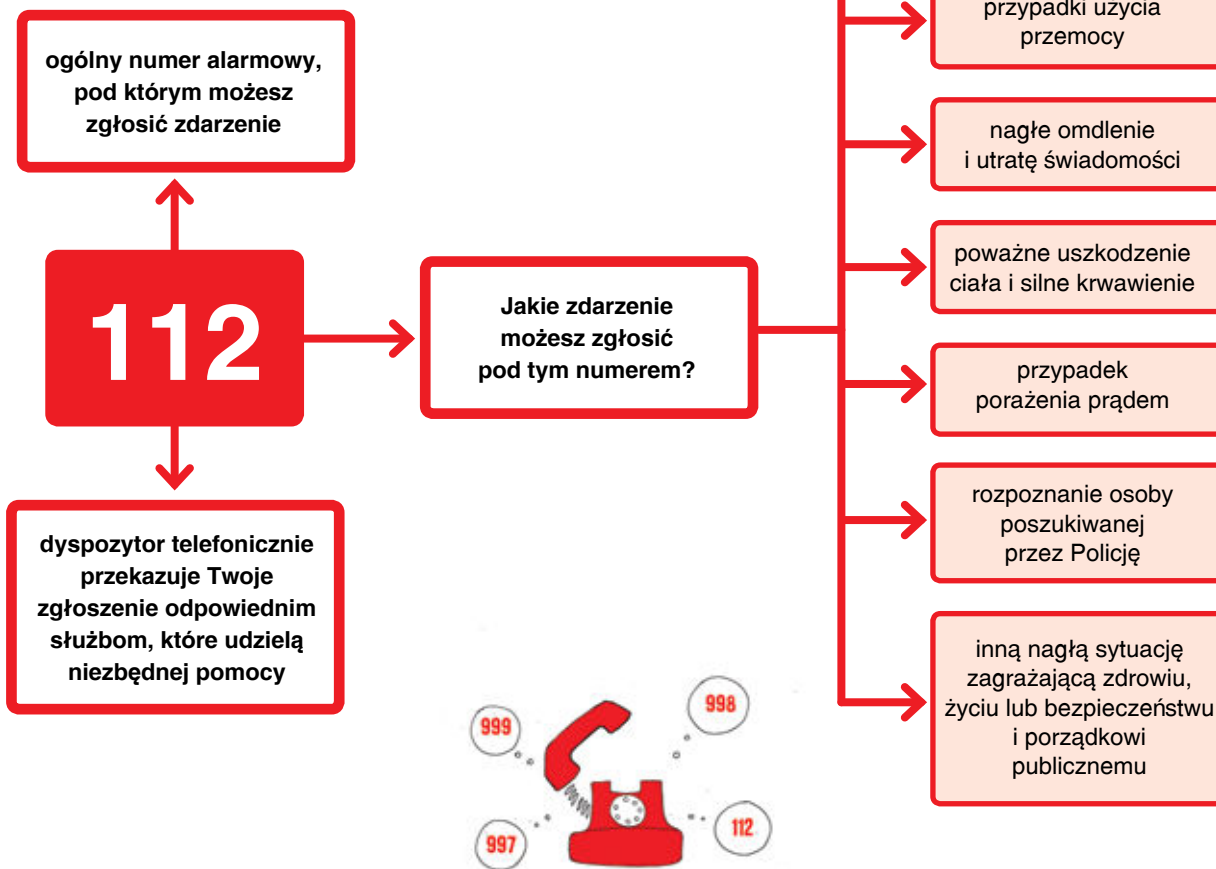 ogólny numer alarmowy,
pod którym możesz
zgłosić zdarzenie
112
dyspozytor telefonicznie
przekazuje Twoje
zgłoszenie odpowiednim
służbom, które udzielą
niezbędnej pomocy
Jakie zdarzenie
możesz zgłosić
pod tym numerem?
przypadki użycia
przemocy
nagłe omdlenie
i utratę świadomości
poważne uszkodzenie
ciała i silne krwawienie
przypadek
porażenia prądem
rozpoznanie osoby
poszukiwanej
przez Policję
inną nagłą sytuację
zagrażającą zdrowiu,
życiu lub bezpieczeństwu
i porządkowi
publicznemu
999
998
997
112